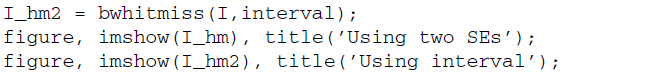 I_hm2 = bwhitmiss(I,interval);
figure, imshow(I_hm), title(’Using two SEs’);
figure, imshow(I_hm2), title(’Using interval’);